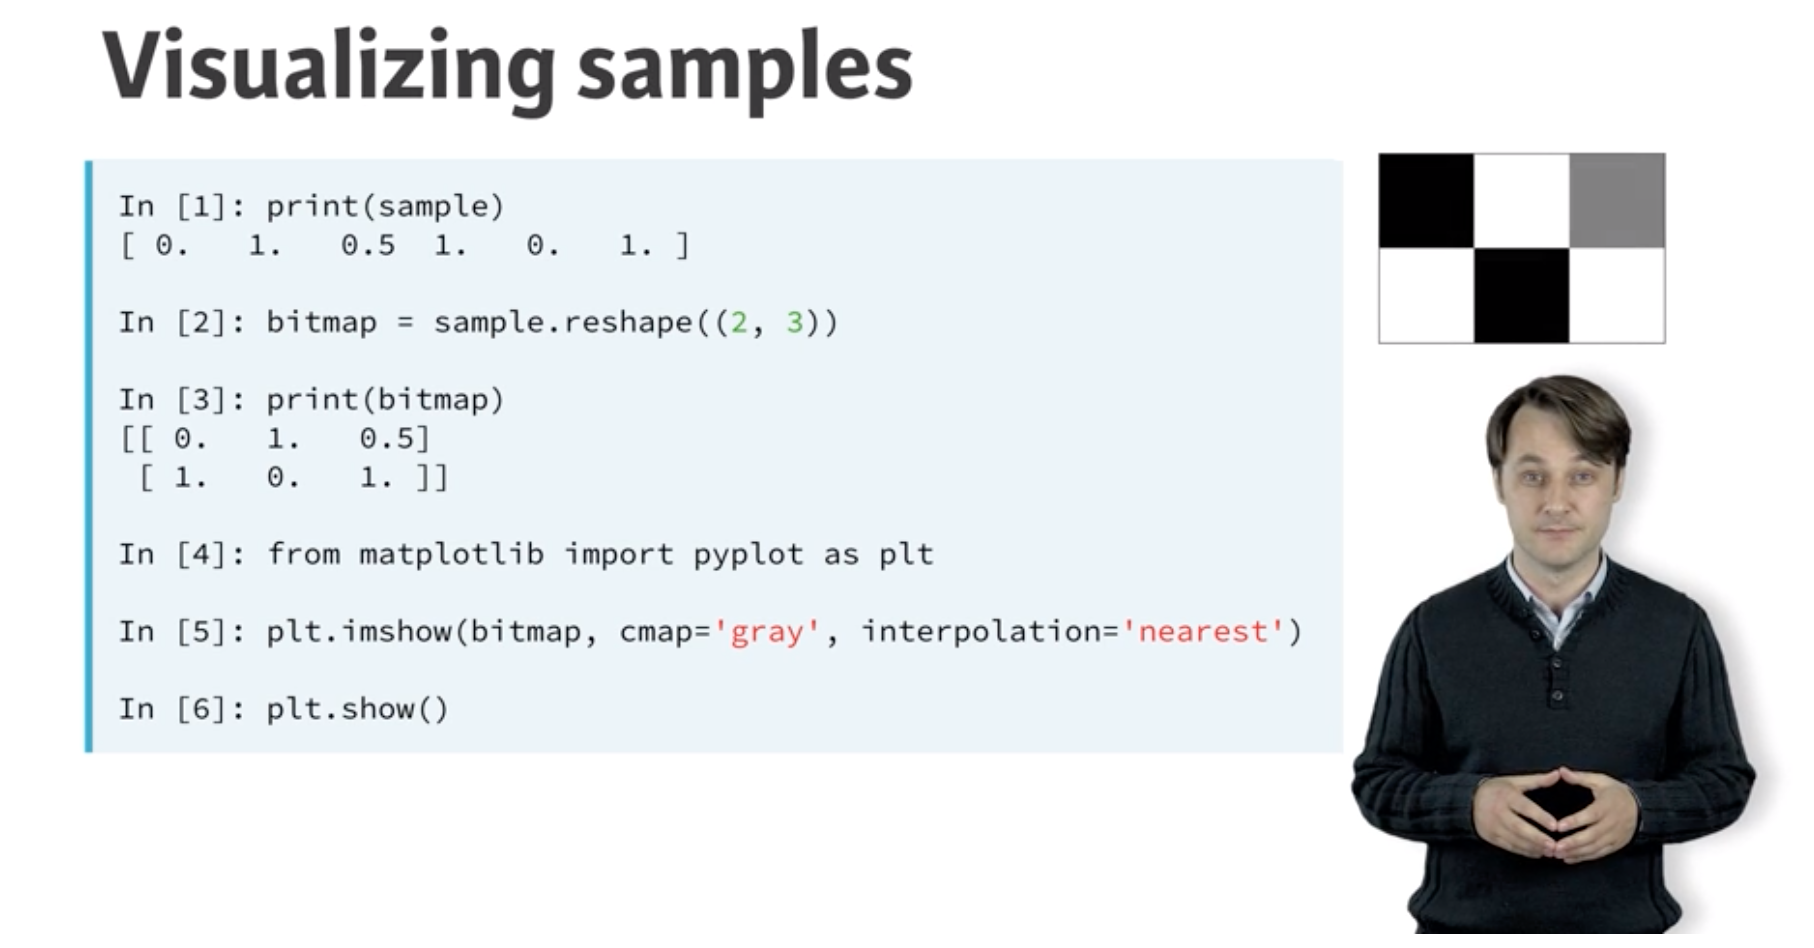 Visualizing samples
In [1]: print(sample)
[ 0.   1.   0.5  1.   0.   1. ]
In [2]: bitmap = sample.reshape((2, 3))
In [3]: print(bitmap)
[[ 0.   1.   0.5]
 [ 1.   0.   1. ]]
In [4]: from matplotlib import pyplot as plt
In [5]: plt.imshow(bitmap, cmap='gray', interpolation='nearest')
In [6]: plt.show()